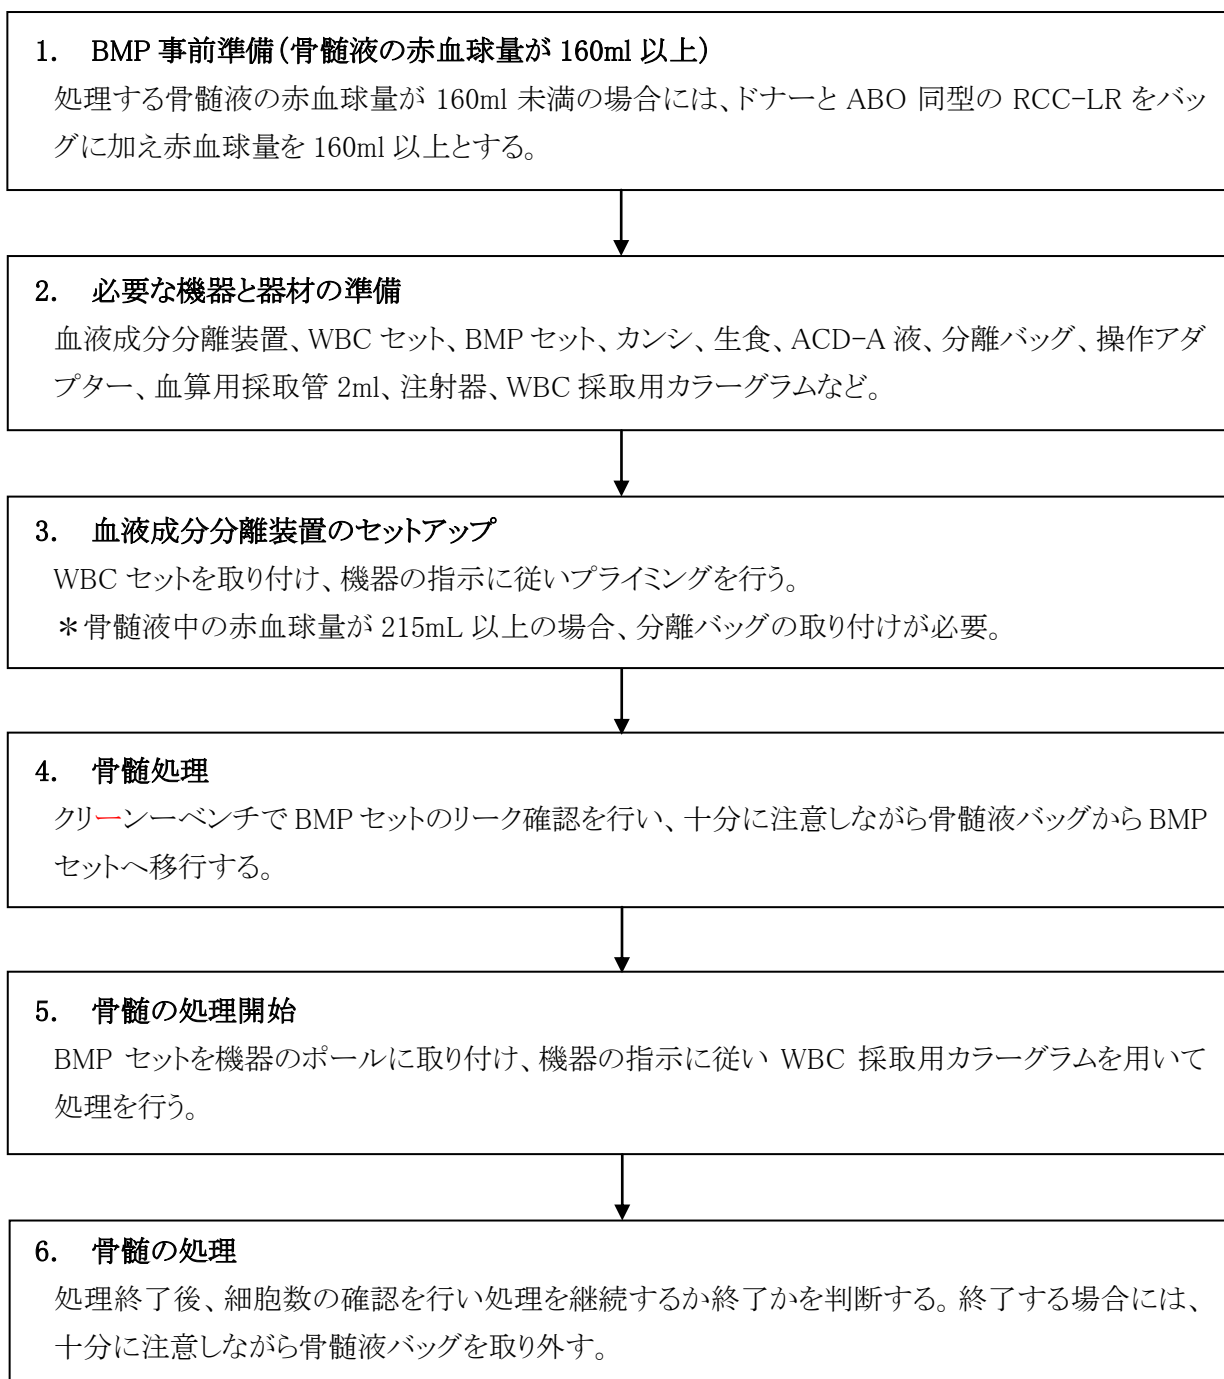 1. BMP 事前準備(骨髄液の赤血球量が 160ml 以上)
処理する骨髄液の赤血球量が 160ml 未満の場合には、ドナーと ABO 同型の RCC-LR をバッ
グに加え赤血球量を 160ml 以上とする。
2. 必要な機器と器材の準備
血液成分分離装置、WBC セット、BMP セット、カンシ、生食、ACD-A 液、分離バッグ、操作アダ
プター、血算用採取管 2ml、注射器、WBC 採取用カラーグラムなど。
3. 血液成分分離装置のセットアップ
WBC セットを取り付け、機器の指示に従いプライミングを行う。
*骨髄液中の赤血球量が 215mL 以上の場合、分離バッグの取り付けが必要。
4. 骨髄処理
クリーンーベンチで BMP セットのリーク確認を行い、十分に注意しながら骨髄液バッグから BMP
セットへ移行する。
5. 骨髄の処理開始
BMP セットを機器のポールに取り付け、機器の指示に従い WBC 採取用カラーグラムを用いて
処理を行う。
6. 骨髄の処理
処理終了後、細胞数の確認を行い処理を継続するか終了かを判断する。終了する場合には、
十分に注意しながら骨髄液バッグを取り外す。